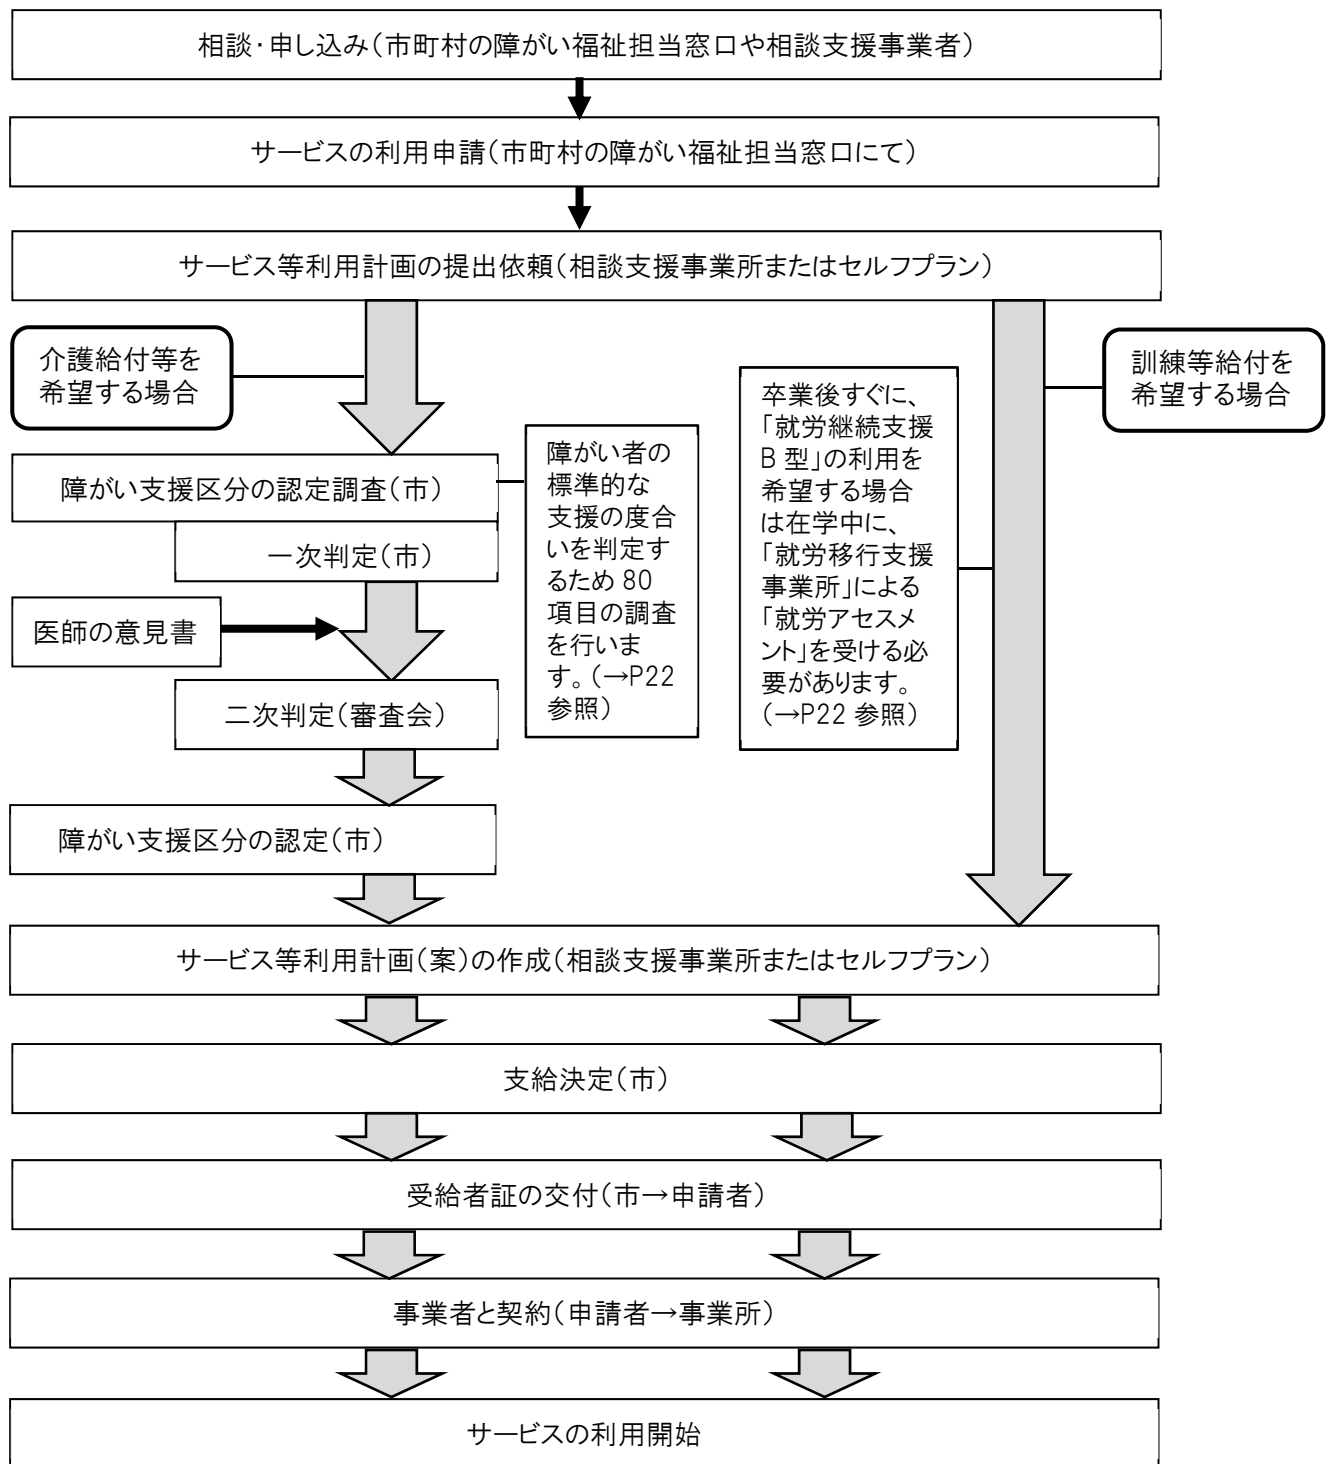 相談・申し込み(市町村の障がい福祉担当窓口や相談支援事業者)
サービスの利用申請(市町村の障がい福祉担当窓口にて)
サービス等利用計画の提出依頼(相談支援事業所またはセルフプラン)
介護給付等を
希望する場合
訓練等給付を
希望する場合
障がい支援区分の認定調査(市)
一次判定(市)
医師の意見書
二次判定(審査会)
障がい者の
標準的な
支援の度合
いを判定す
るため 80
項目の調査
を行いま
す。(→P22
参照)
卒業後すぐに、
「就労継続支援
B 型」の利用を
希望する場合
は在学中に、
「就労移行支援
事業所」による
「就労アセスメ
ント」を受ける必
要があります。
(→P22 参照)
障がい支援区分の認定(市)
サービス等利用計画(案)の作成(相談支援事業所またはセルフプラン)
支給決定(市)
受給者証の交付(市→申請者)
事業者と契約(申請者→事業所)
サービスの利用開始